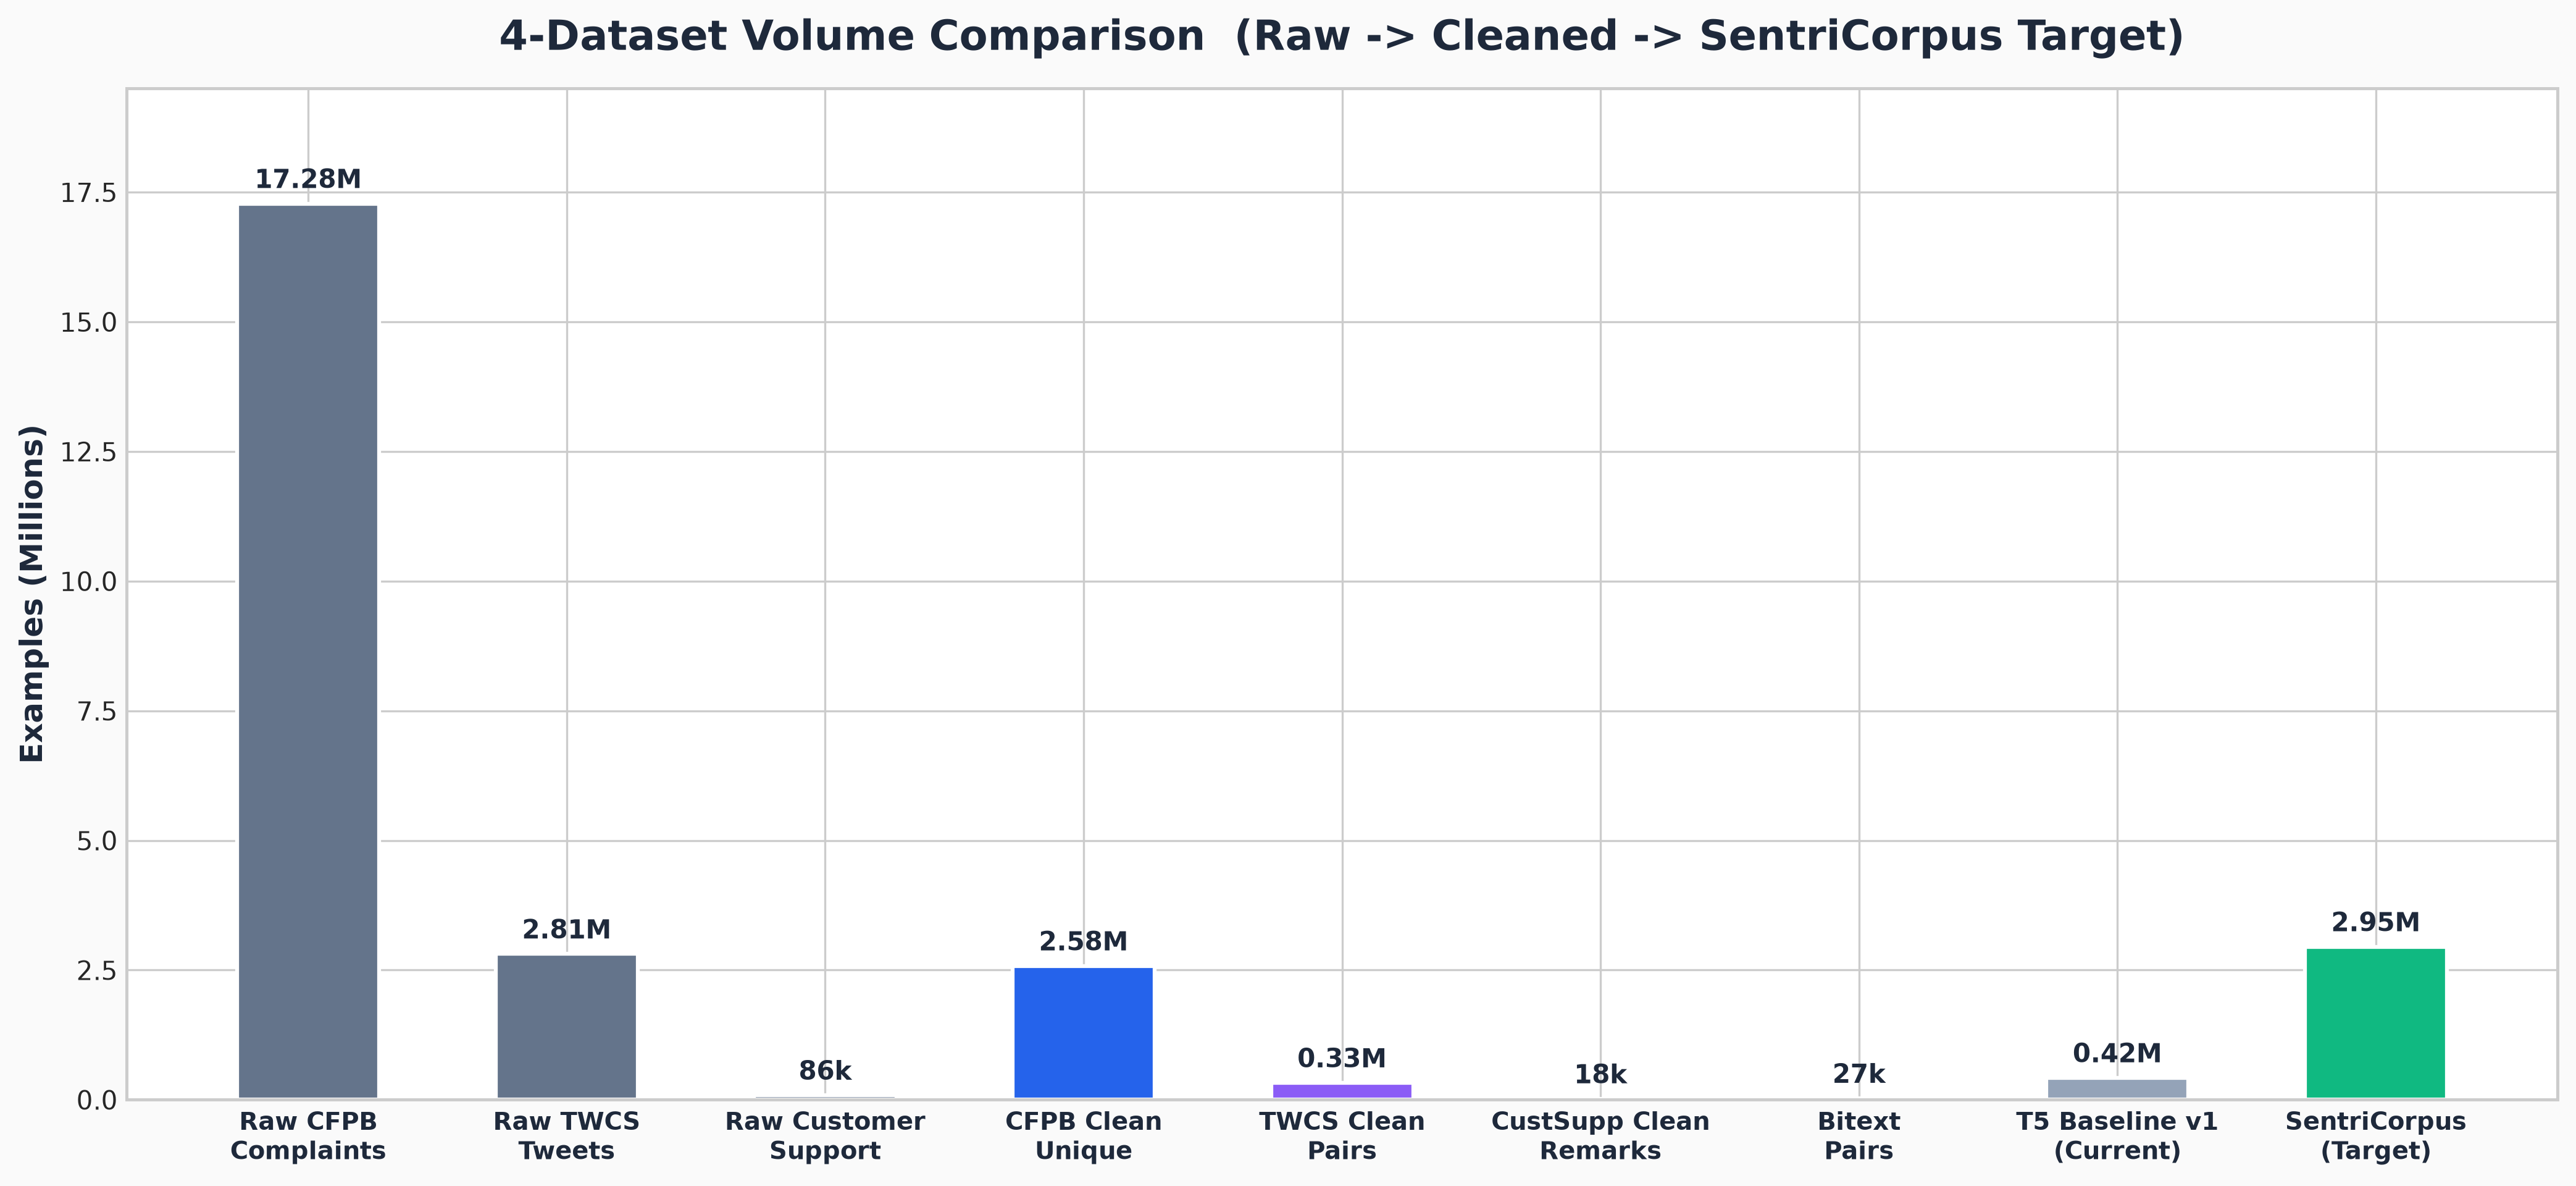 4-Dataset Volume Comparison  (Raw -> Cleaned -> SentriCorpus Target)
Examples (Millions)
17.5
15.0
12.5
10.0
7.5
5.0
2.5
0.0
17.28M
2.81M
86k
2.58M
0.33M
18k
27k
0.42M
2.95M
Raw CFPB
Complaints
Raw TWCS
Tweets
Raw Customer
Support
CFPB Clean
Unique
TWCS Clean
Pairs
CustSupp Clean
Remarks
Bitext
Pairs
T5 Baseline v1
(Current)
SentriCorpus
(Target)